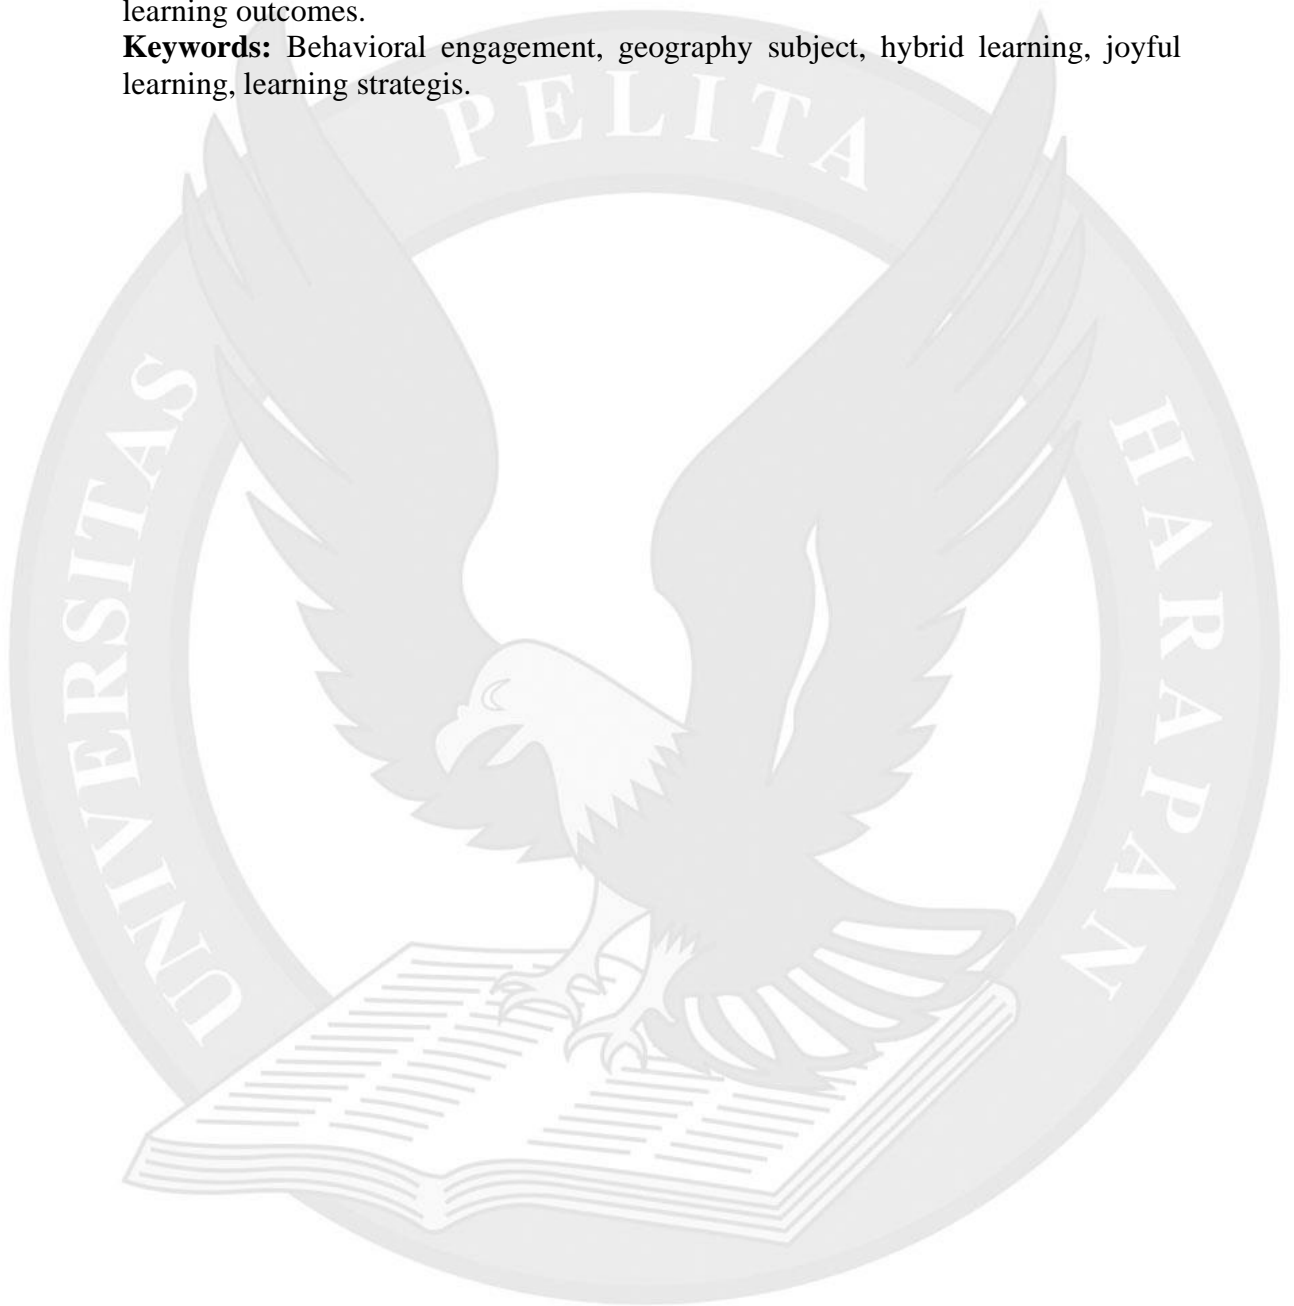 learning outcomes.
Keywords: Behavioral engagement, geography subject, hybrid learning, joyful
learning, learning strategis.
UNIVERSITAS PELITA HARAPAN